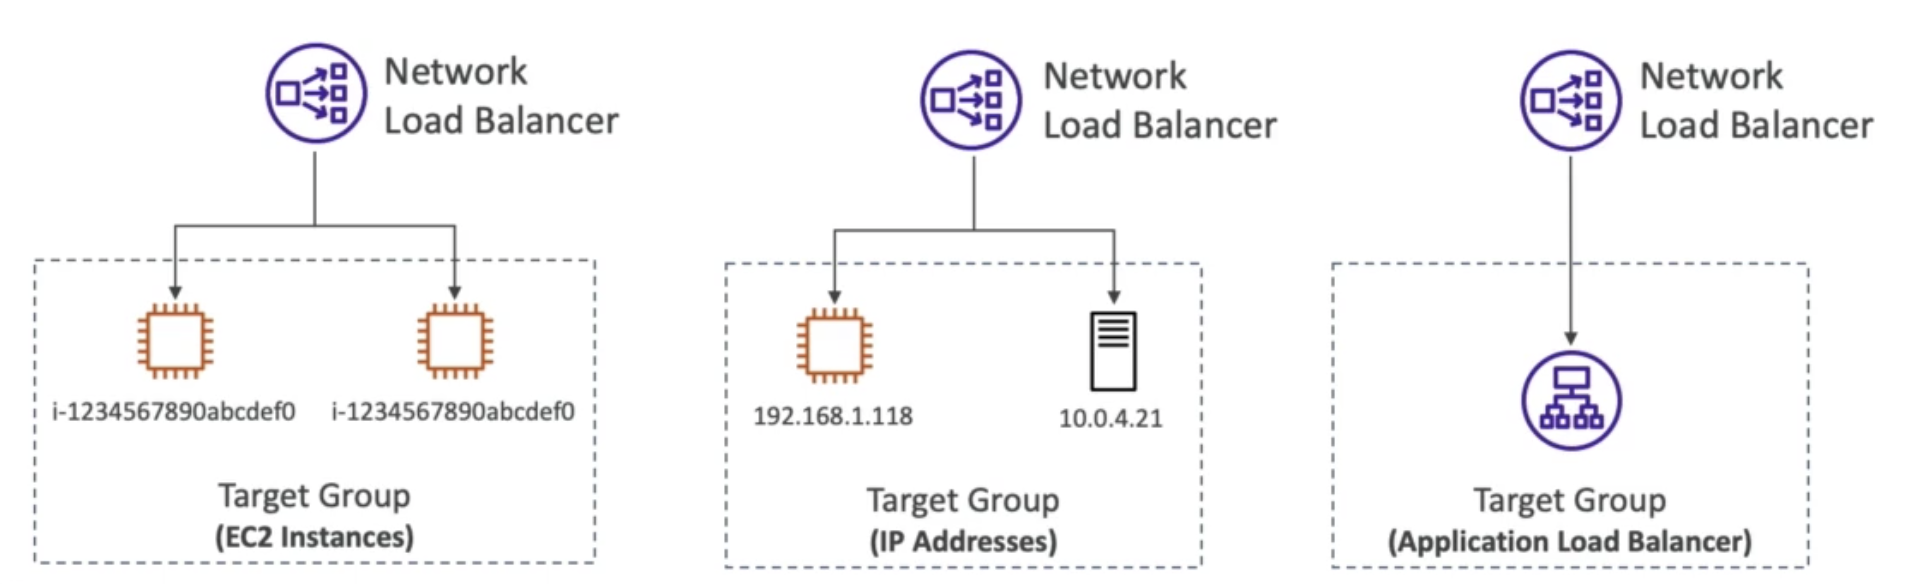 Network
Load Balancer
i-1234567890abcdef0
i-1234567890abcdef0
Target Group
(EC2 Instances)
Network
Load Balancer
192.168.1.118
10.0.4.21
Target Group
(IP Addresses)
Network
Load Balancer
Target Group
(Application Load Balancer)